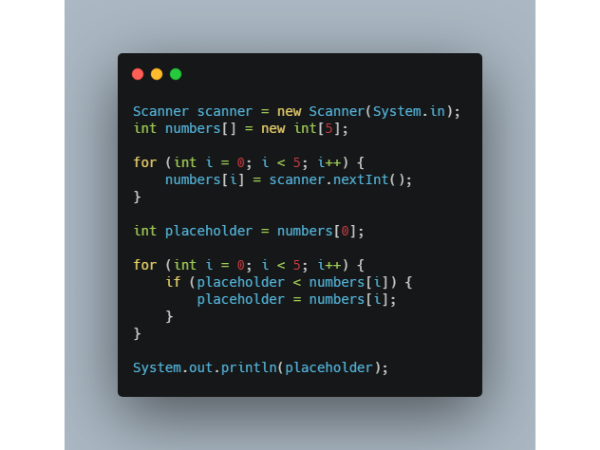 Scanner scanner = new Scanner(System.in);
int numbers[] = new int[5];
for (int i = 0; i < 5; i++) {
    numbers[i] = scanner.nextInt();
}
int placeholder = numbers[0];
for (int i = 0; i < 5; i++) {
    if (placeholder < numbers[i]) {
        placeholder = numbers[i];
    }
}
System.out.println(placeholder);